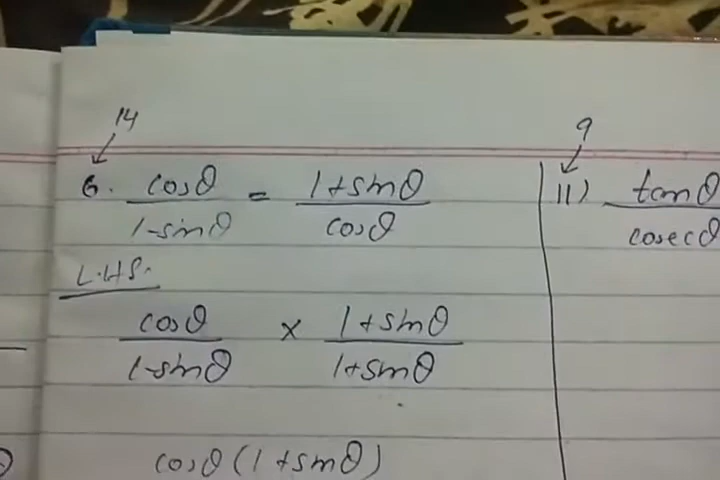 14
6. cosθ / 1-sinθ = 1+sinθ / cosθ
L.H.S.
cosθ / 1-sinθ × 1+sinθ / 1+sinθ
cosθ(1+sinθ)
9
11) tanθ / cosecθ